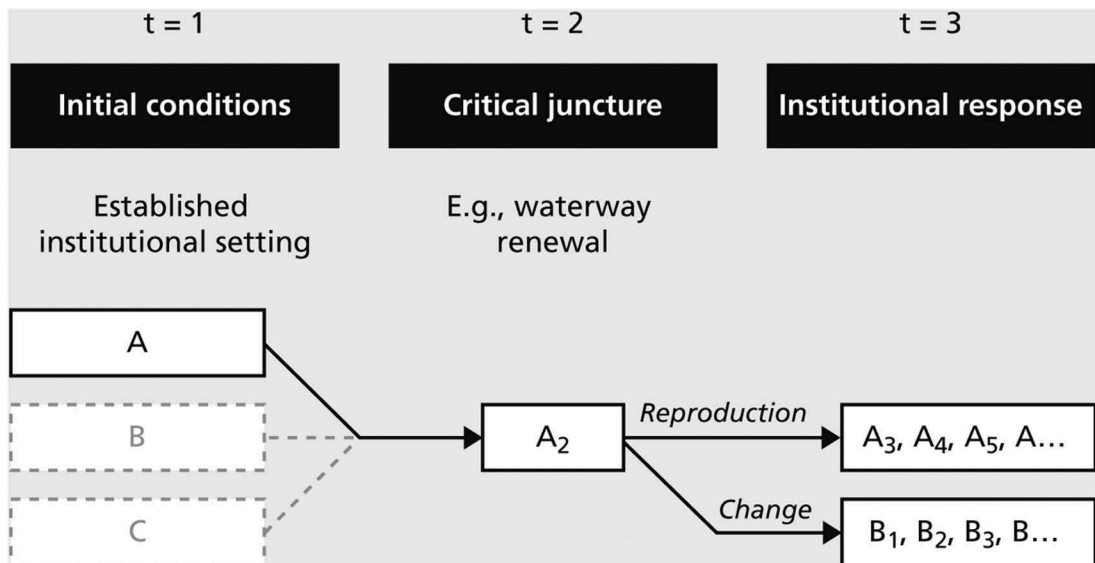 t = 1
t = 2
t = 3
Initial conditions
Critical juncture
Institutional response
Established
institutional setting
E.g., waterway
renewal
A
B
C
A₂
Reproduction
Change
A₃, A₄, A₅, A...
B₁, B₂, B₃, B...